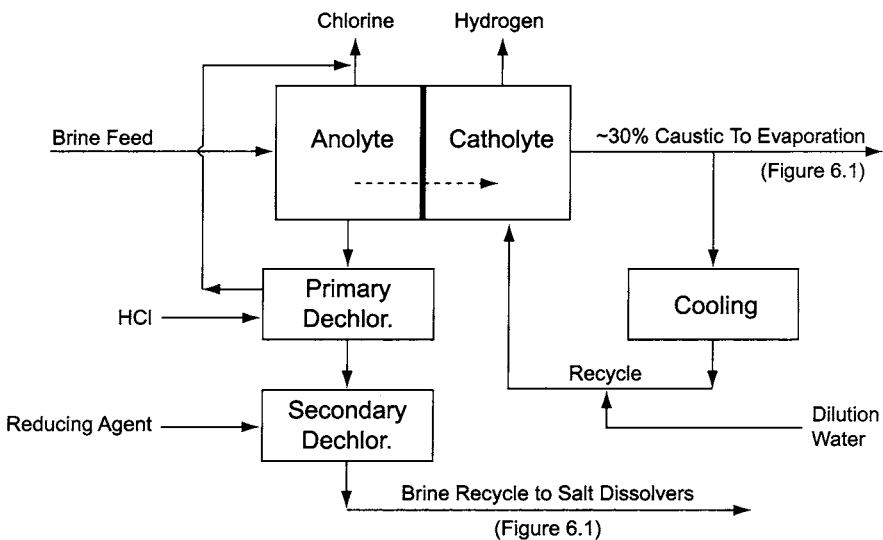 Chlorine
Hydrogen
Brine Feed
Anolyte
Catholyte
~30% Caustic To Evaporation
(Figure 6.1)
Primary
Dechlor.
Cooling
HCl
Recycle
Secondary
Dechlor.
Reducing Agent
Dilution
Water
Brine Recycle to Salt Dissolvers
(Figure 6.1)